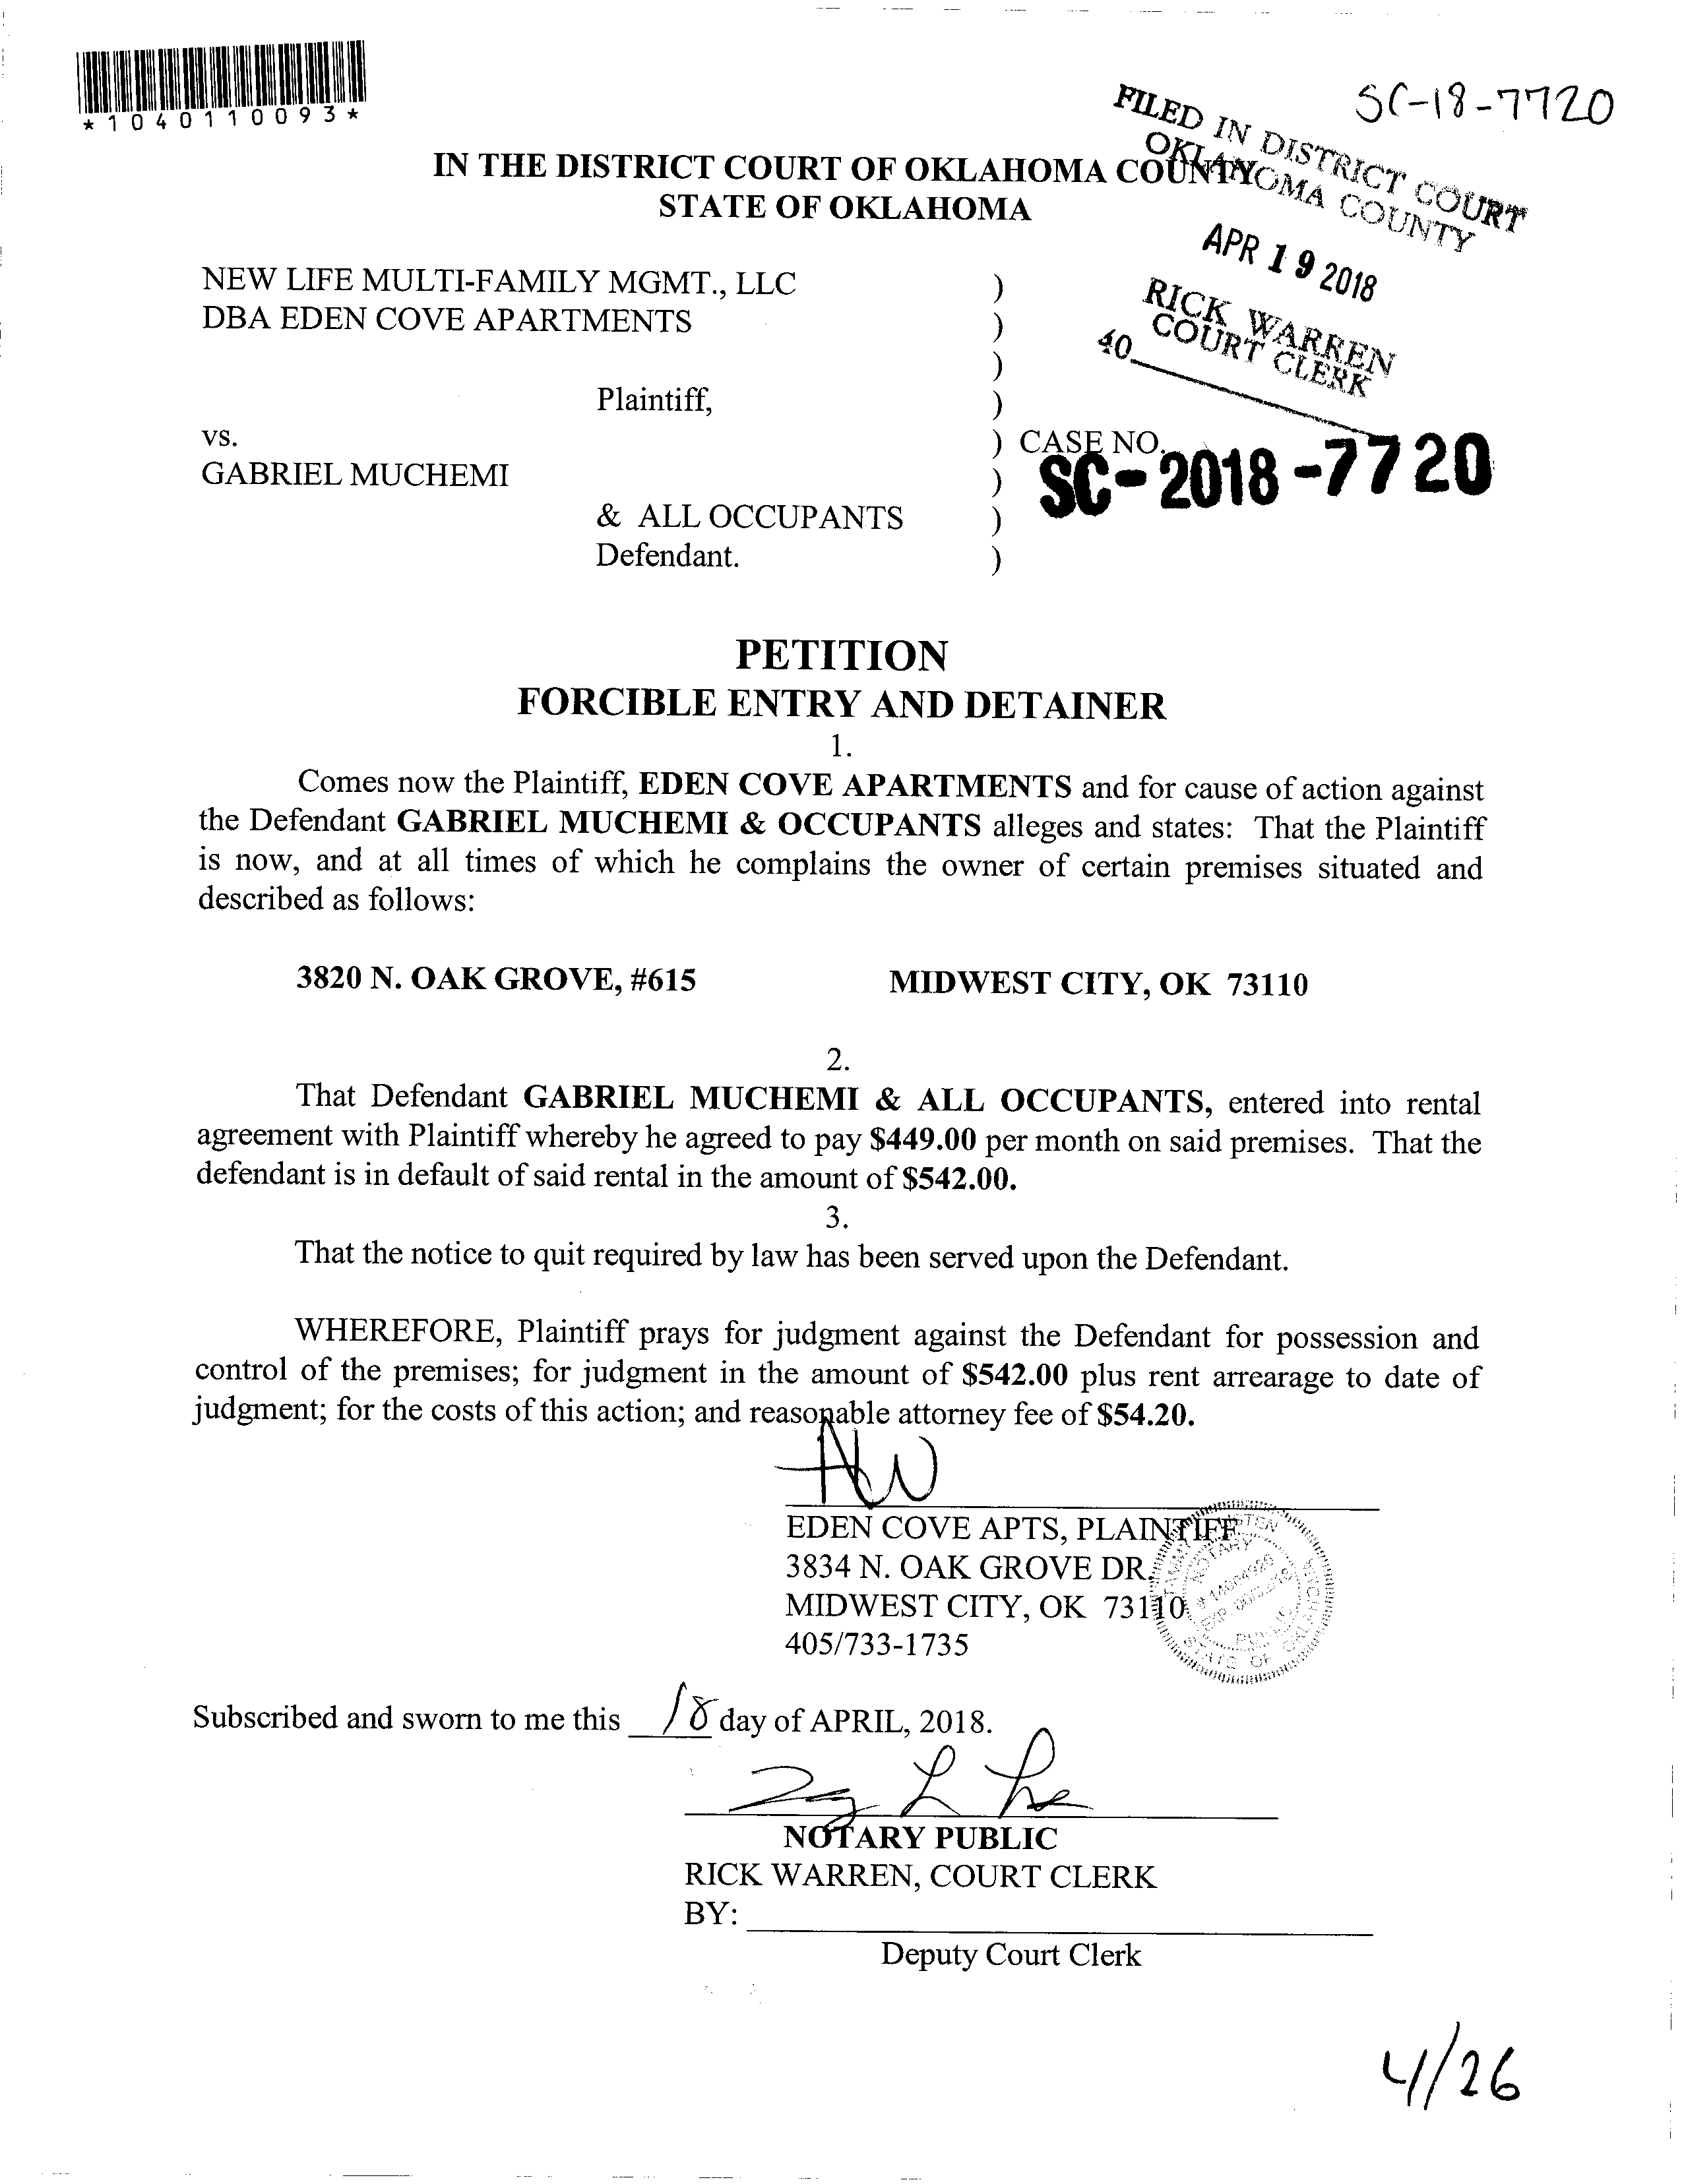 *1040110093*
SC-18-7720
FILED IN DISTRICT COURT
OKLAHOMA COUNTY
IN THE DISTRICT COURT OF OKLAHOMA COUNTY
STATE OF OKLAHOMA
APR 19 2018
RICK WARREN
COURT CLERK
40
NEW LIFE MULTI-FAMILY MGMT., LLC )
DBA EDEN COVE APARTMENTS )
)
Plaintiff, )
vs. ) CASE NO. SC-2018-7720
GABRIEL MUCHEMI )
& ALL OCCUPANTS )
Defendant. )
PETITION
FORCIBLE ENTRY AND DETAINER
1.
Comes now the Plaintiff, EDEN COVE APARTMENTS and for cause of action against
the Defendant GABRIEL MUCHEMI & OCCUPANTS alleges and states: That the Plaintiff
is now, and at all times of which he complains the owner of certain premises situated and
described as follows:
3820 N. OAK GROVE, #615 MIDWEST CITY, OK 73110
2.
That Defendant GABRIEL MUCHEMI & ALL OCCUPANTS, entered into rental
agreement with Plaintiff whereby he agreed to pay $449.00 per month on said premises. That the
defendant is in default of said rental in the amount of $542.00.
3.
That the notice to quit required by law has been served upon the Defendant.
WHEREFORE, Plaintiff prays for judgment against the Defendant for possession and
control of the premises; for judgment in the amount of $542.00 plus rent arrearage to date of
judgment; for the costs of this action; and reasonable attorney fee of $54.20.
EDEN COVE APTS, PLAINTIFF
3834 N. OAK GROVE DR.
MIDWEST CITY, OK 73110
405/733-1735
NOTARY
PUBLIC
STATE OF OKLAHOMA
Subscribed and sworn to me this 18 day of APRIL, 2018.
NOTARY PUBLIC
RICK WARREN, COURT CLERK
BY:
Deputy Court Clerk
4/26